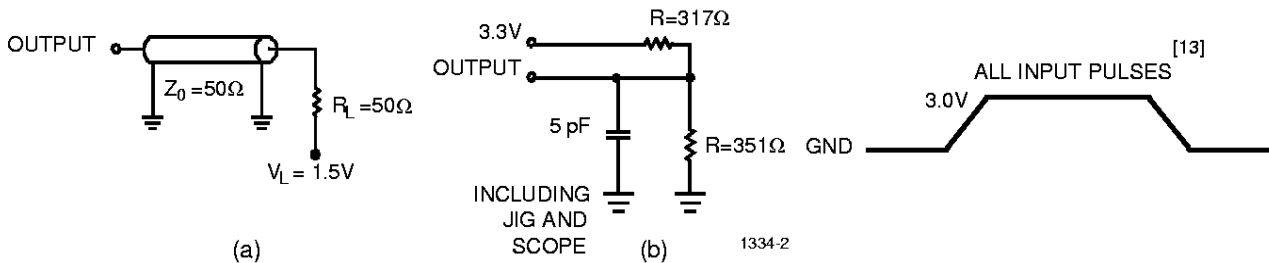 OUTPUT
Z0 = 50Ω
RL = 50Ω
VL = 1.5V
(a)
R=317Ω
3.3V
OUTPUT
5 pF
R=351Ω
INCLUDING
JIG AND
SCOPE
(b)
1334-2
ALL INPUT PULSES [13]
3.0V
GND